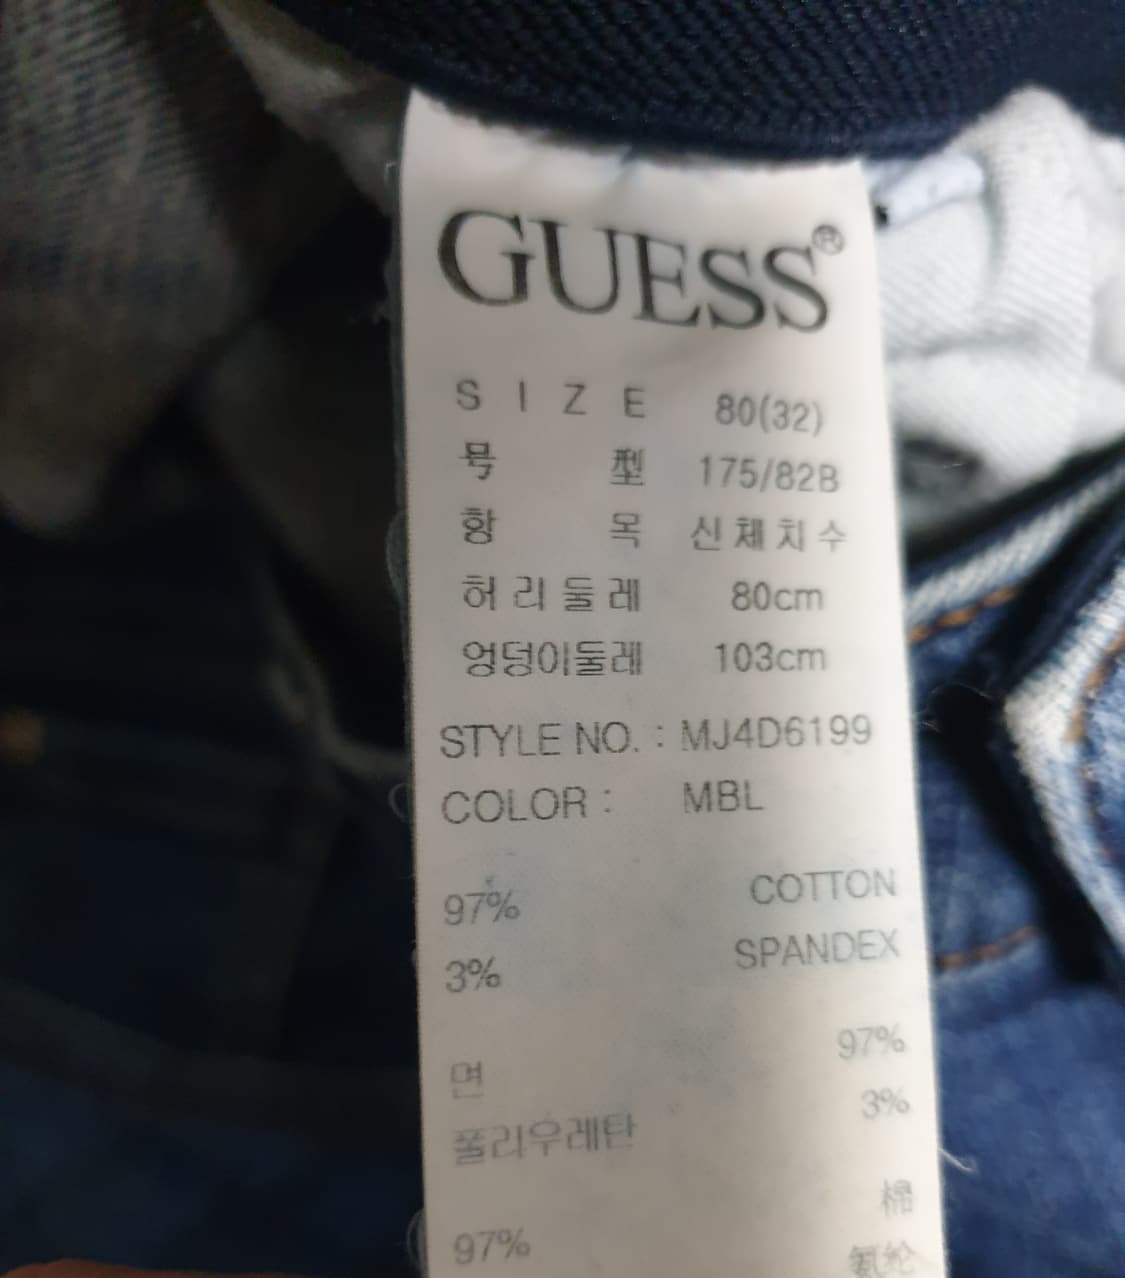 GUESS®
SIZE 80(32)
号型 175/82B
항목 신체치수
허리둘레 80cm
엉덩이둘레 103cm
STYLE NO. : MJ4D6199
COLOR : MBL
97% COTTON
3% SPANDEX
면 97%
폴리우레탄 3%
97% 棉
氨纶